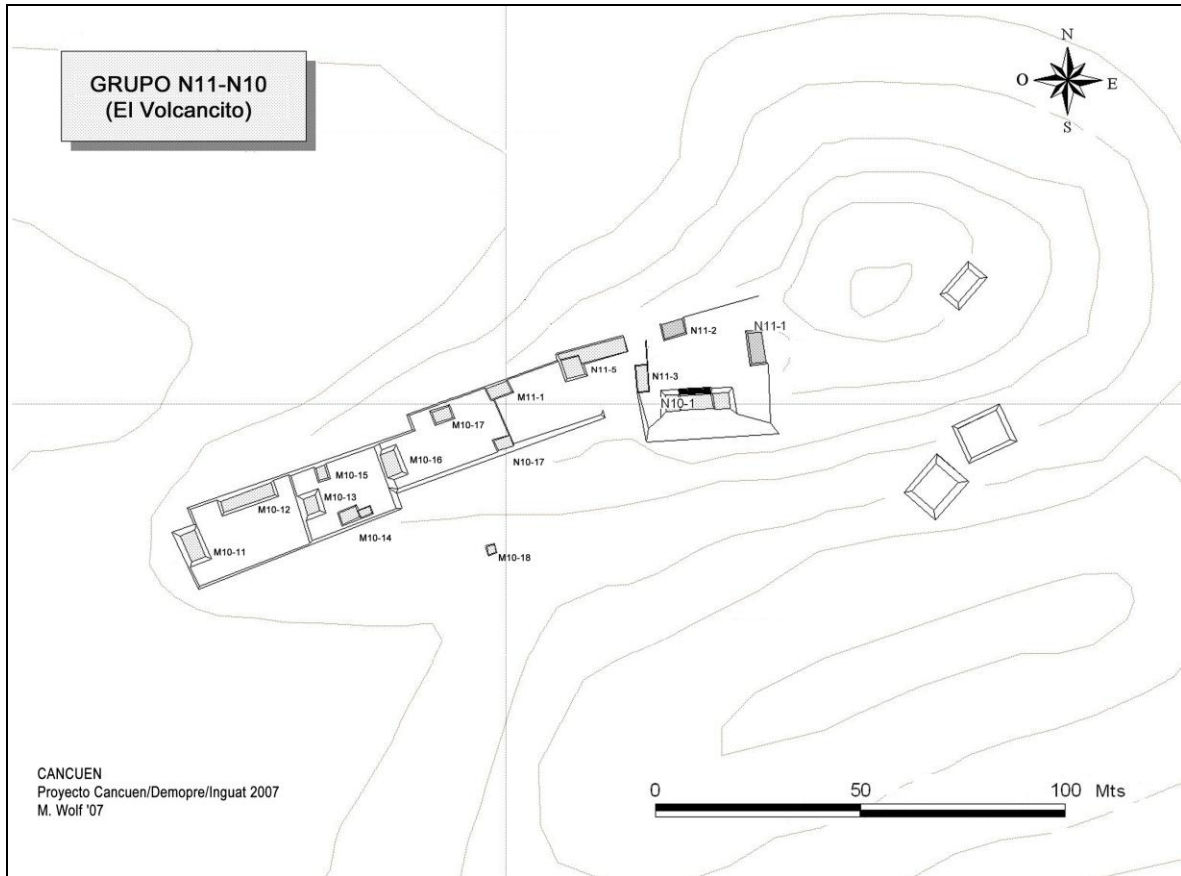 GRUPO N11-N10
(El Volcancito)
N
O
E
S
N11-2
N11-1
N11-5
N11-3
M11-1
N10-1
M10-17
N10-17
M10-16
M10-15
M10-13
M10-12
M10-14
M10-11
M10-18
CANCUEN
Proyecto Cancuen/Demopre/Inguat 2007
M. Wolf '07
0 50 100 Mts